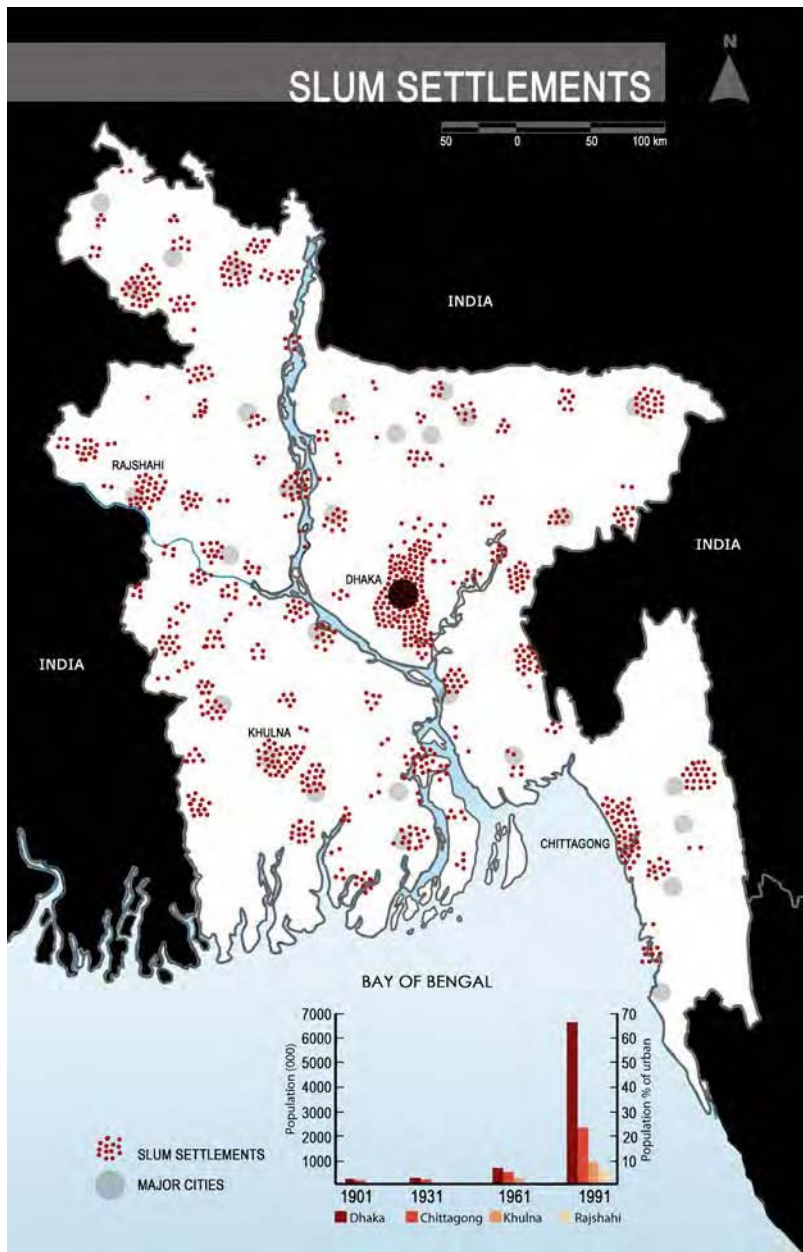 N
SLUM SETTLEMENTS
50 0 50 100 km
INDIA
RAJSHAHI
INDIA
DHAKA
INDIA
KHULNA
CHITTAGONG
BAY OF BENGAL
Population (000)
7000
6000
5000
4000
3000
2000
1000
70
60
50
40
30
20
10
Population % of urban
1901 1931 1961 1991
Dhaka Chittagong Khulna Rajshahi
SLUM SETTLEMENTS
MAJOR CITIES